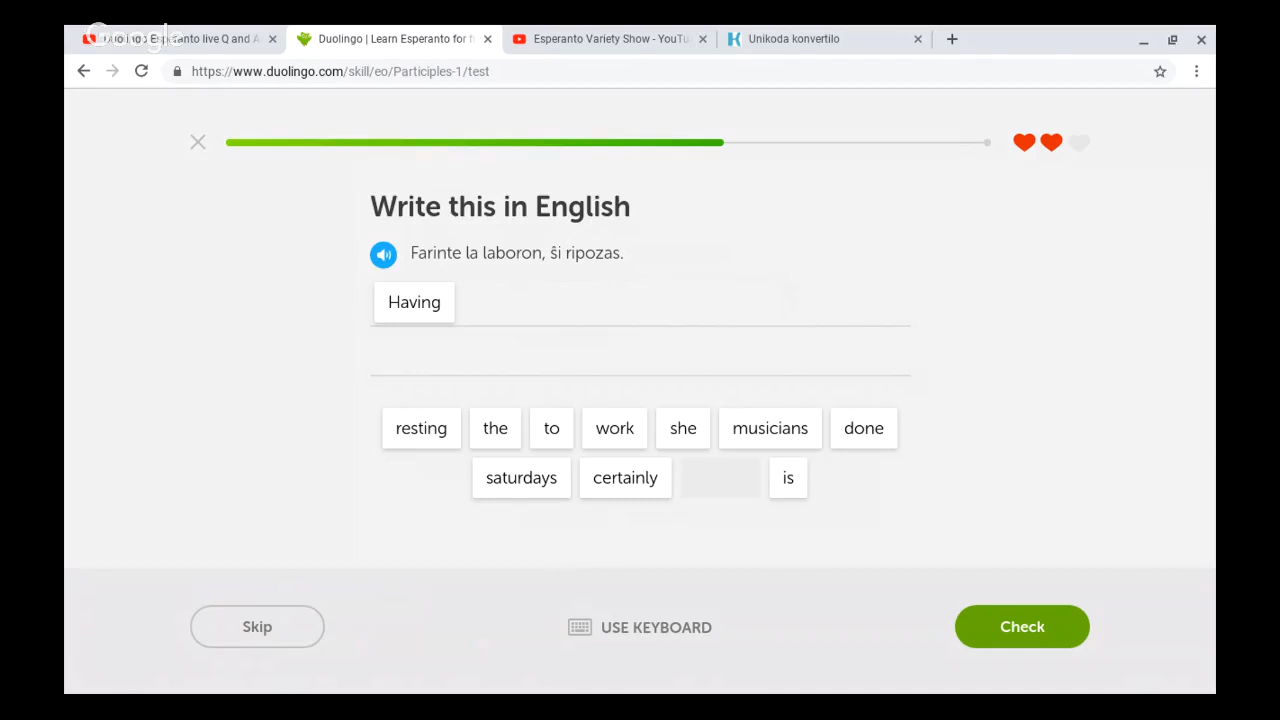 Google
Duolingo Esperanto live Q and A
Duolingo | Learn Esperanto for f
Esperanto Variety Show - YouTu
Unikoda konvertilo
https://www.duolingo.com/skill/eo/Participles-1/test
Write this in English
Farinte la laboron, ŝi ripozas.
Having
resting the to work she musicians done
saturdays certainly is
Skip
USE KEYBOARD
Check